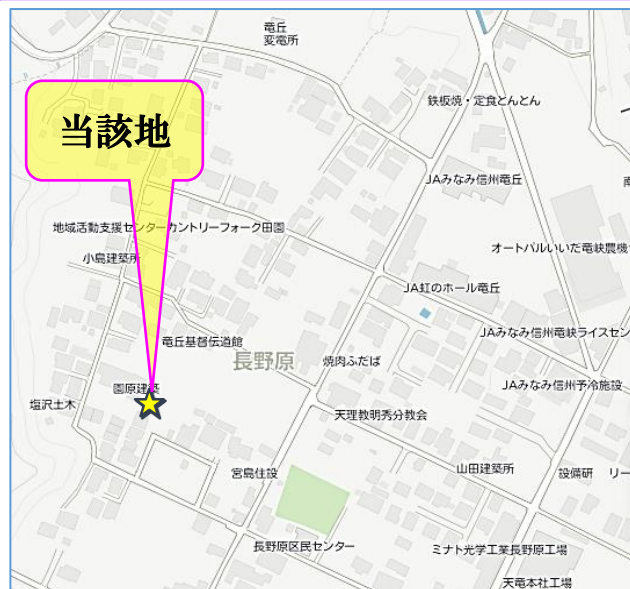 竜丘
変電所
鉄板焼・定食とんとん
当該地
JAみなみ信州竜丘
地域活動支援センターカントリーフォーク田園
オートパルいいだ竜峡農機
小島建築所
JA虹のホール竜丘
竜丘基督伝道館
JAみなみ信州竜峡ライスセン
長野原
焼肉ふたば
JAみなみ信州予冷施設
園原建築
塩沢土木
天理教明秀分教会
宮島住設
山田建築所
設備研
リー
長野原区民センター
ミナト光学工業長野原工場
天竜本社工場